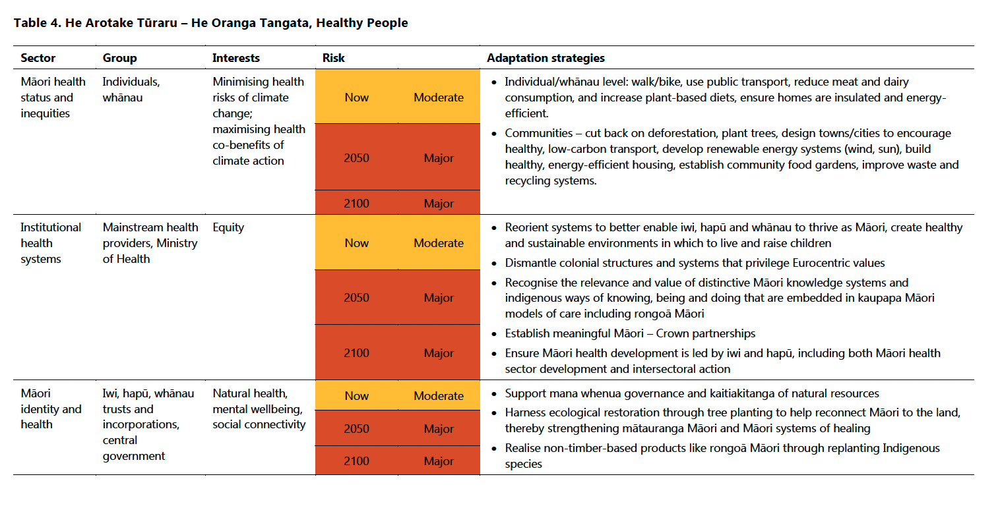 Table 4. He Arotake Tūraru – He Oranga Tangata, Healthy People
Sector Group Interests Risk Adaptation strategies
Māori health
status and
inequities
Individuals,
whānau
Minimising health
risks of climate
change;
maximising health
co-benefits of
climate action
Now Moderate
2050 Major
2100 Major
• Individual/whānau level: walk/bike, use public transport, reduce meat and dairy
consumption, and increase plant-based diets, ensure homes are insulated and energy-
efficient.
• Communities – cut back on deforestation, plant trees, design towns/cities to encourage
healthy, low-carbon transport, develop renewable energy systems (wind, sun), build
healthy, energy-efficient housing, establish community food gardens, improve waste and
recycling systems.
Institutional
health
systems
Mainstream health
providers, Ministry
of Health
Equity
Now Moderate
2050 Major
2100 Major
• Reorient systems to better enable iwi, hapū and whānau to thrive as Māori, create healthy
and sustainable environments in which to live and raise children
• Dismantle colonial structures and systems that privilege Eurocentric values
• Recognise the relevance and value of distinctive Māori knowledge systems and
indigenous ways of knowing, being and doing that are embedded in kaupapa Māori
models of care including rongoā Māori
• Establish meaningful Māori – Crown partnerships
• Ensure Māori health development is led by iwi and hapū, including both Māori health
sector development and intersectoral action
Māori
identity and
health
Iwi, hapū, whānau
trusts and
incorporations,
central
government
Natural health,
mental wellbeing,
social connectivity
Now Moderate
2050 Major
2100 Major
• Support mana whenua governance and kaitiakitanga of natural resources
• Harness ecological restoration through tree planting to help reconnect Māori to the land,
thereby strengthening mātauranga Māori and Māori systems of healing
• Realise non-timber-based products like rongoā Māori through replanting Indigenous
species